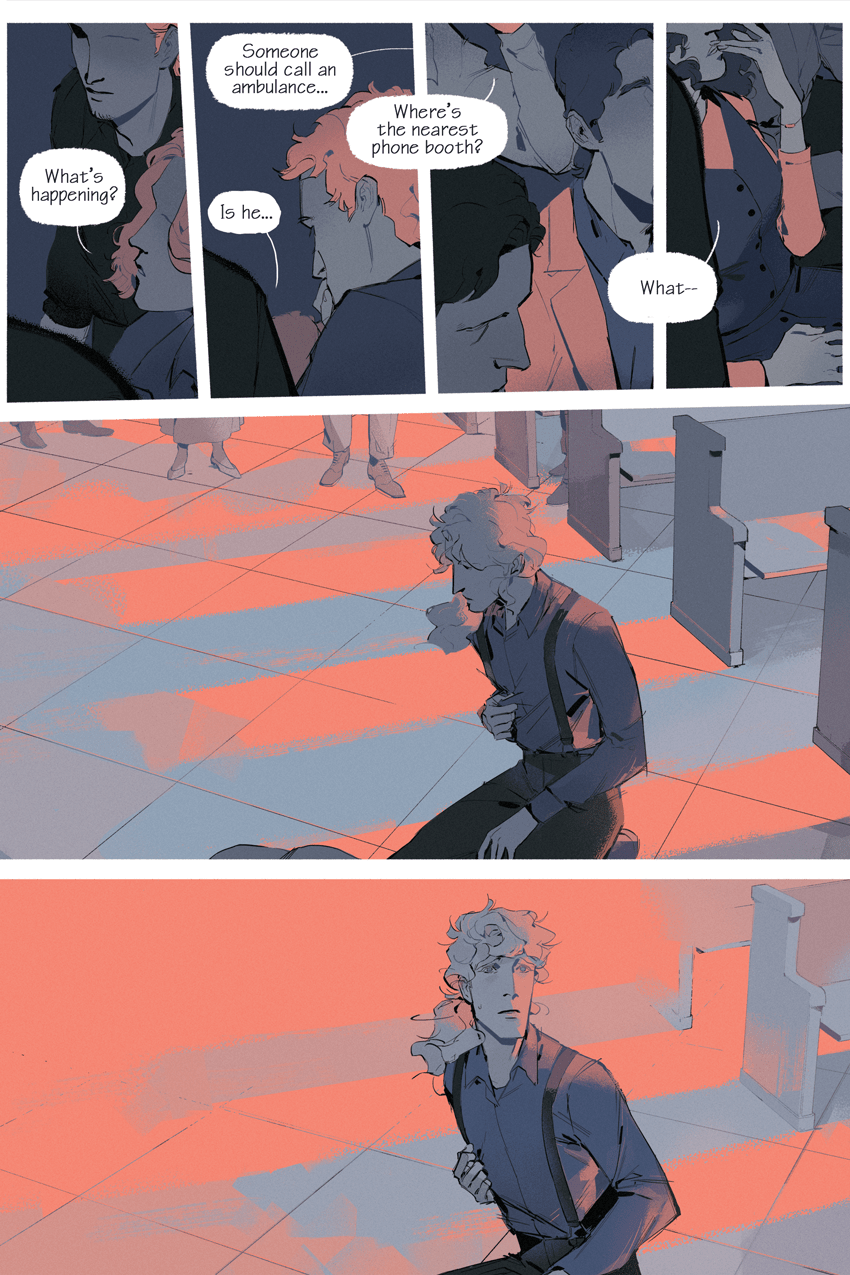 What's
happening?
Someone
should call an
ambulance...
Is he...
Where's
the nearest
phone booth?
What--